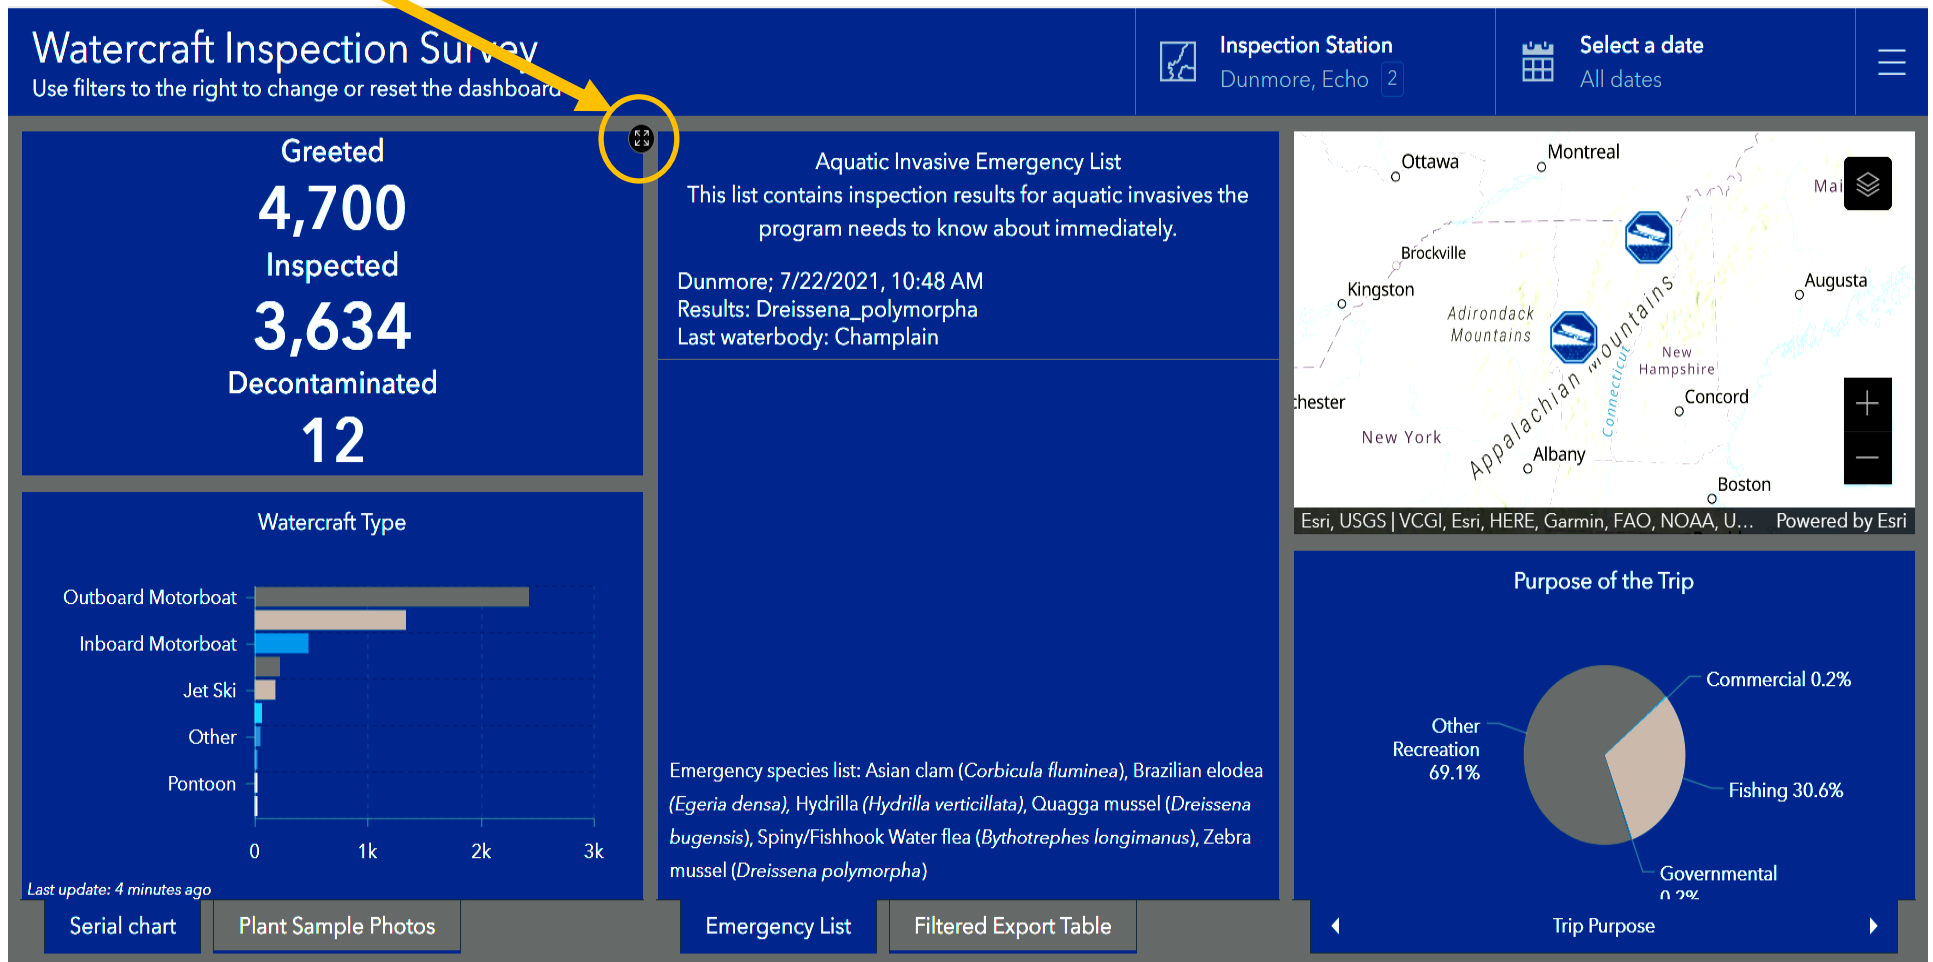 Watercraft Inspection Survey
Use filters to the right to change or reset the dashboard
Inspection Station
Dunmore, Echo 2
Select a date
All dates
Greeted
4,700
Inspected
3,634
Decontaminated
12
Watercraft Type
Outboard Motorboat
Inboard Motorboat
Jet Ski
Other
Pontoon
0 1k 2k 3k
Last update: 4 minutes ago
Serial chart
Plant Sample Photos
Aquatic Invasive Emergency List
This list contains inspection results for aquatic invasives the
program needs to know about immediately.
Dunmore; 7/22/2021, 10:48 AM
Results: Dreissena_polymorpha
Last waterbody: Champlain
Emergency species list: Asian clam (Corbicula fluminea), Brazilian elodea
(Egeria densa), Hydrilla (Hydrilla verticillata), Quagga mussel (Dreissena
bugensis), Spiny/Fishhook Water flea (Bythotrephes longimanus), Zebra
mussel (Dreissena polymorpha)
Emergency List
Filtered Export Table
Ottawa
Montreal
Mai
Brockville
Kingston
Augusta
Adirondack
Mountains
Appalachian Mountains
Connecticut
New
Hampshire
Concord
chester
New York
Albany
Boston
Esri, USGS | VCGI, Esri, HERE, Garmin, FAO, NOAA, U... Powered by Esri
Purpose of the Trip
Commercial 0.2%
Other
Recreation
69.1%
Fishing 30.6%
Governmental
0.2%
Trip Purpose